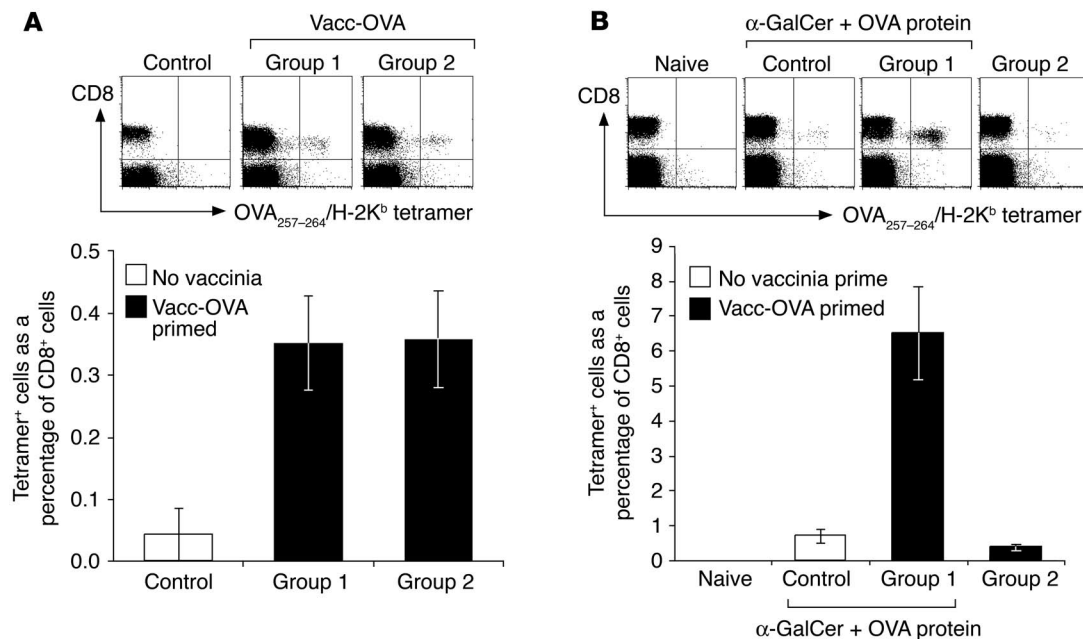 A
Vacc-OVA
Control Group 1 Group 2
CD8
OVA257–264/H-2Kb tetramer
Tetramer+ cells as a
percentage of CD8+ cells
0.5
0.4
0.3
0.2
0.1
0.0
No vaccinia
Vacc-OVA
primed
Control Group 1 Group 2
B
α-GalCer + OVA protein
Naive Control Group 1 Group 2
CD8
OVA257–264/H-2Kb tetramer
Tetramer+ cells as a
percentage of CD8+ cells
9
8
7
6
5
4
3
2
1
0
No vaccinia prime
Vacc-OVA primed
Naive Control Group 1 Group 2
α-GalCer + OVA protein